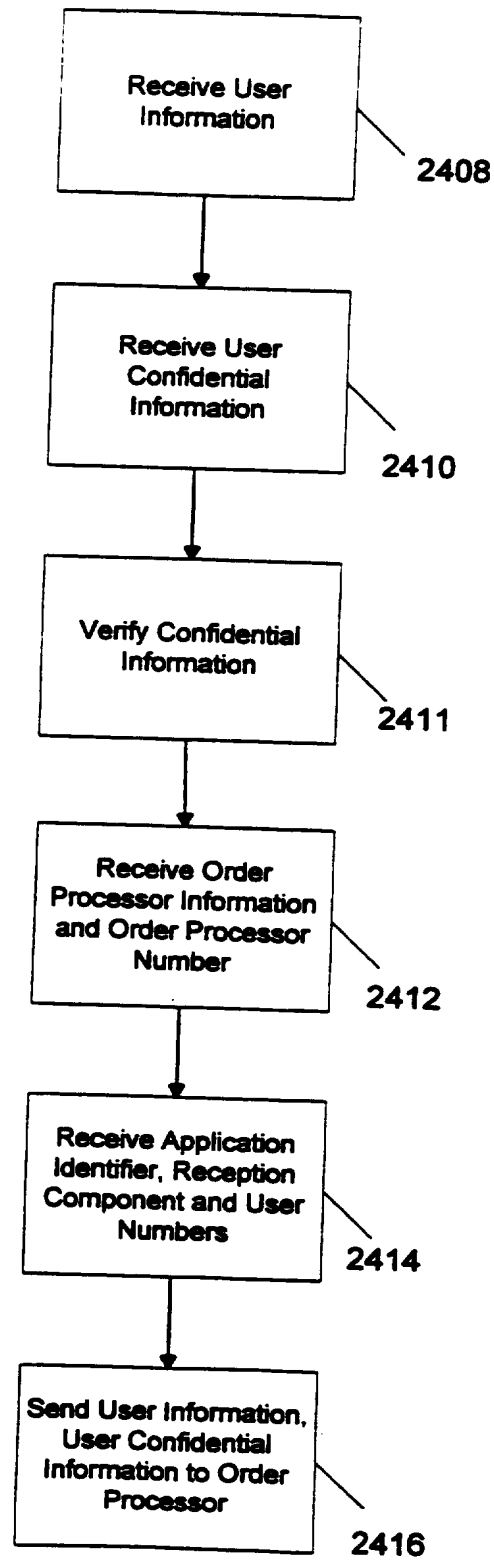 Receive User
Information
2408
Receive User
Confidential
Information
2410
Verify Confidential
Information
2411
Receive Order
Processor Information
and Order Processor
Number
2412
Receive Application
Identifier, Reception
Component and User
Numbers
2414
Send User Information,
User Confidential
Information to Order
Processor
2416